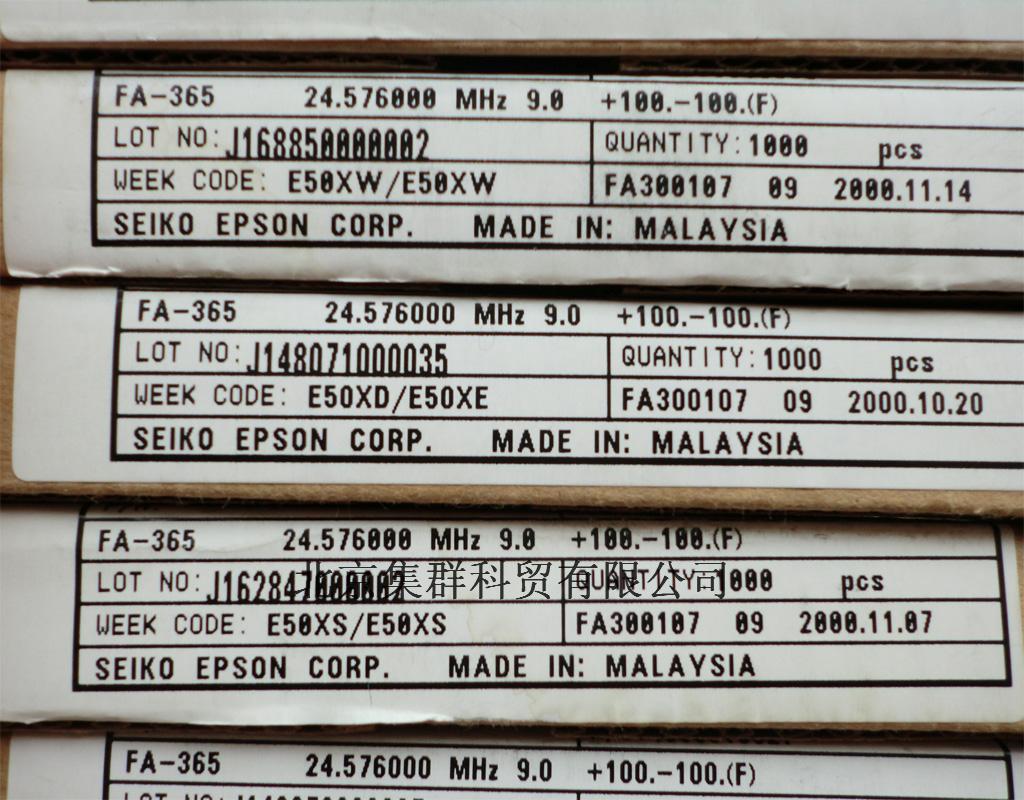 FA-365 24.576000 MHz 9.0 +100.-100.(F)
LOT NO: J168850000002 QUANTITY: 1000 pcs
WEEK CODE: E50XW/E50XW FA300107 09 2000.11.14
SEIKO EPSON CORP. MADE IN: MALAYSIA
FA-365 24.576000 MHz 9.0 +100.-100.(F)
LOT NO: J148071000035 QUANTITY: 1000 pcs
WEEK CODE: E50XD/E50XE FA300107 09 2000.10.20
SEIKO EPSON CORP. MADE IN: MALAYSIA
FA-365 24.576000 MHz 9.0 +100.-100.(F)
LOT NO: J162847000002 QUANTITY: 1000 pcs
北京集群科贸有限公司
WEEK CODE: E50XS/E50XS FA300107 09 2000.11.07
SEIKO EPSON CORP. MADE IN: MALAYSIA
FA-365 24.576000 MHz 9.0 +100.-100.(F)
LOT NO: